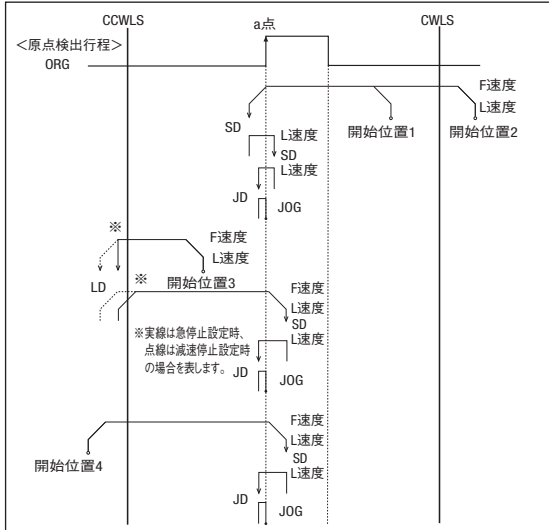 CCWLS
a点
CWLS
＜原点検出行程＞
ORG
F速度
L速度
SD
開始位置1
開始位置2
L速度
SD
L速度
JD
JOG
※
F速度
L速度
LD
開始位置3
※
F速度
L速度
SD
※実線は急停止設定時、
点線は減速停止設定時
の場合を表します。
L速度
JD
JOG
F速度
L速度
SD
開始位置4
L速度
JD
JOG